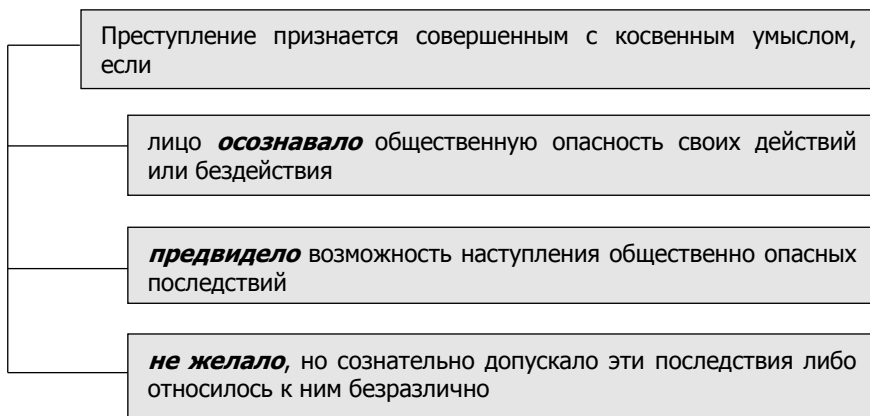 Преступление признается совершенным с косвенным умыслом,
если
лицо осознавало общественную опасность своих действий
или бездействия
предвидело возможность наступления общественно опасных
последствий
не желало, но сознательно допускало эти последствия либо
относилось к ним безразлично